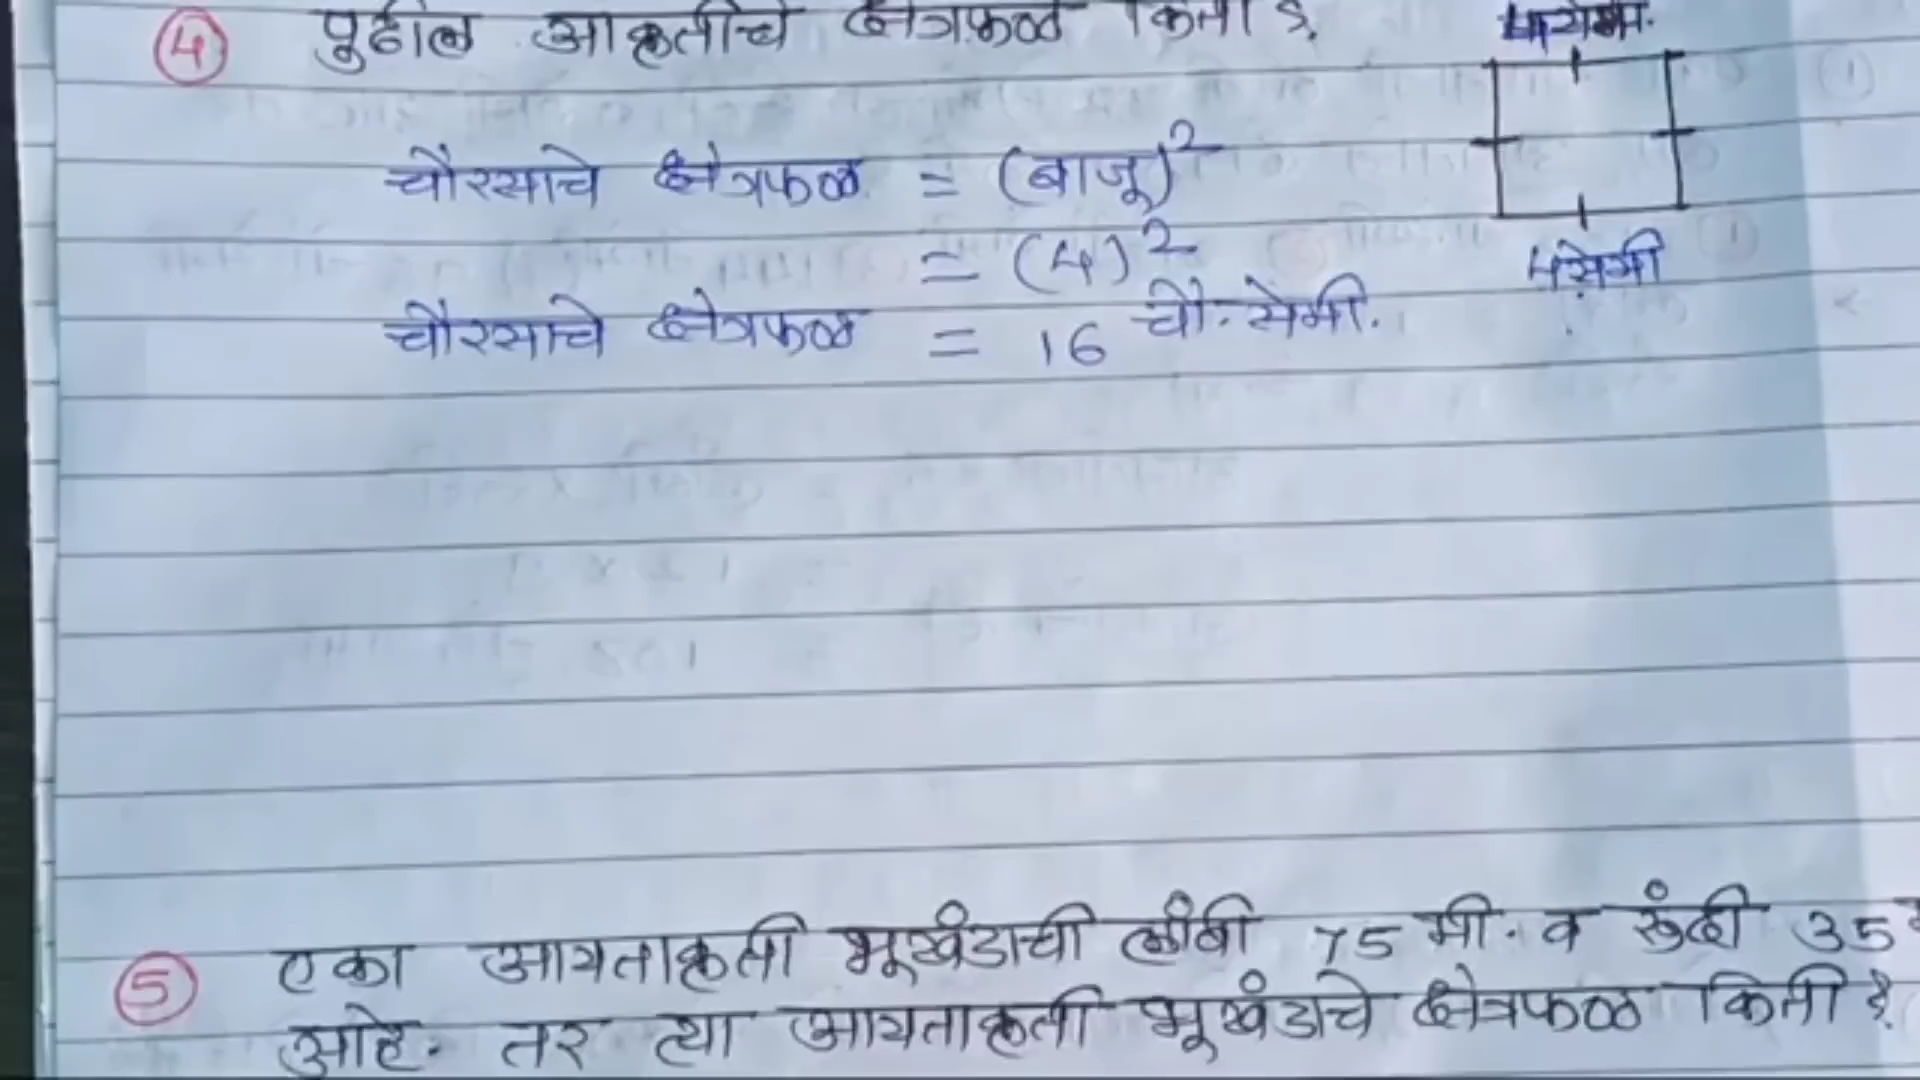 ④ पुढील आकृतीचे क्षेत्रफळ किती ?
चौरसाचे क्षेत्रफळ = (बाजू)²
= (4)²
4सेमी
चौरसाचे क्षेत्रफळ = 16 चौ. सेमी.
⑤ एका आयताकृती भूखंडाची लांबी 75 मी. व रुंदी 35
आहे. तर त्या आयताकृती भूखंडाचे क्षेत्रफळ किती ?